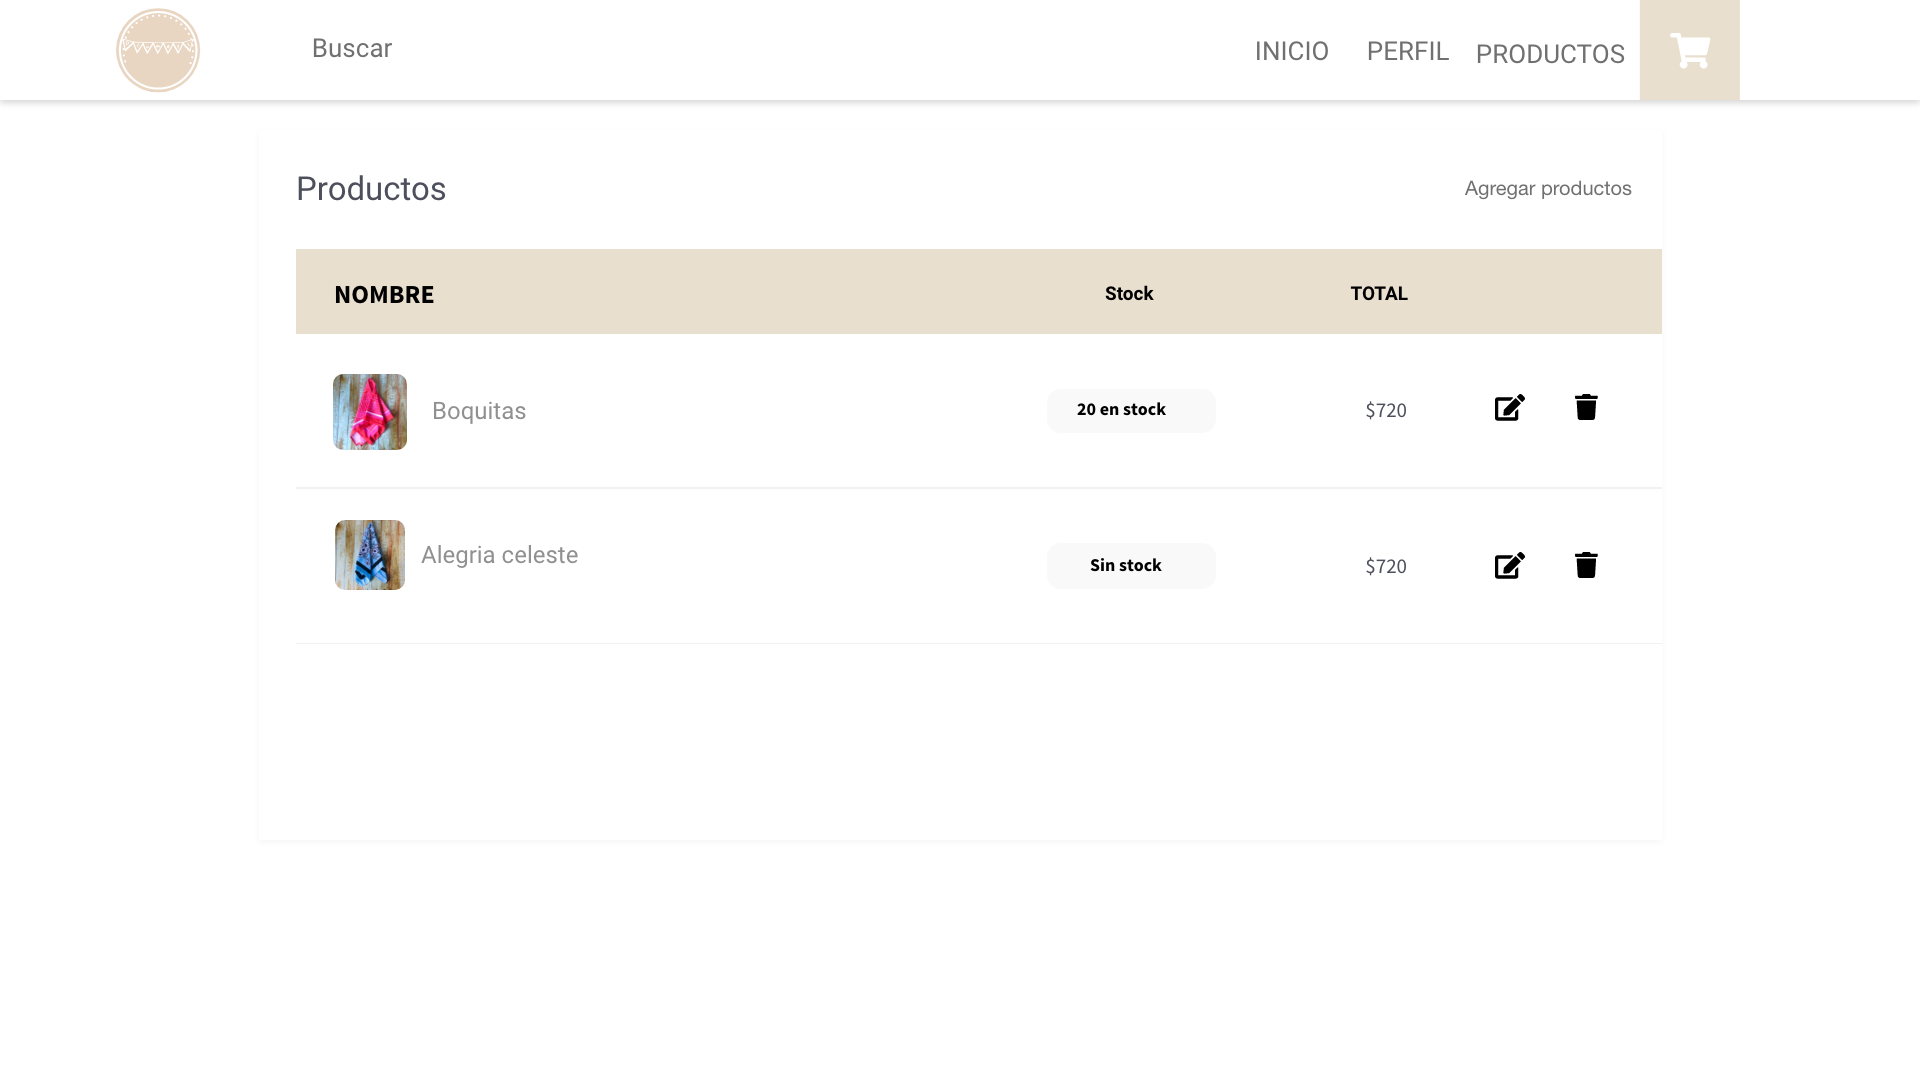 Buscar
INICIO
PERFIL
PRODUCTOS
Productos
Agregar productos
NOMBRE
Stock
TOTAL
Boquitas
20 en stock
$720
Alegria celeste
Sin stock
$720